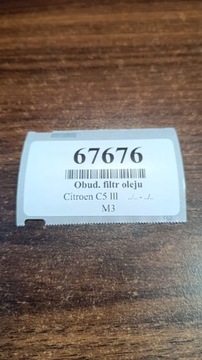 67676
Obud. filtr oleju
Citroen C5 III ../.. - ../..
M3